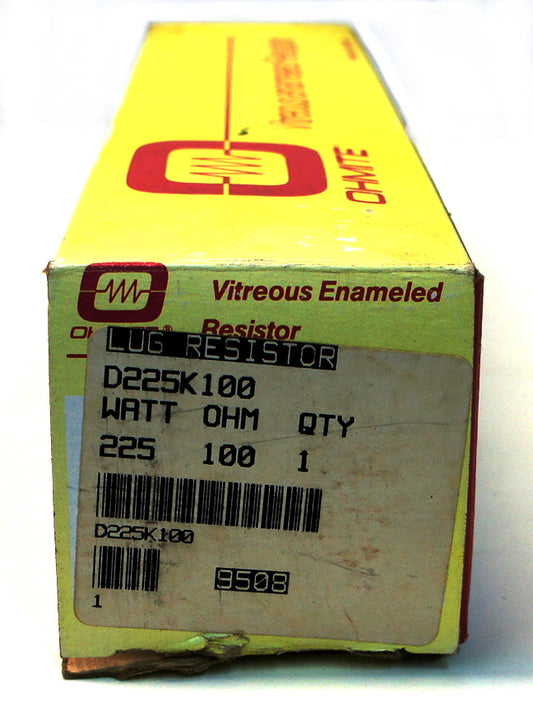 Vitreous Enameled Resistor
OHMITE
OHMITE®
Vitreous Enameled
Resistor
LUG RESISTOR
D225K100
WATT OHM QTY
225 100 1
D225K100
9508
1